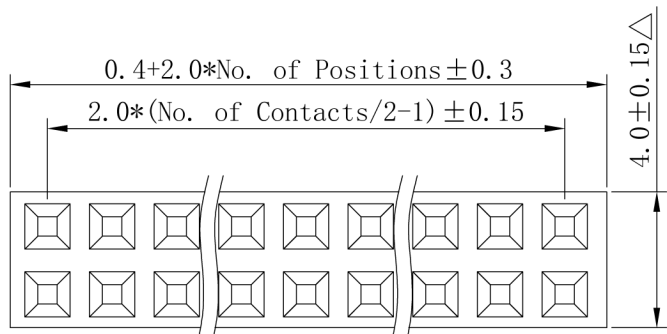 0.4+2.0*No. of Positions±0.3
2.0*(No. of Contacts/2-1)±0.15
4.0±0.15△